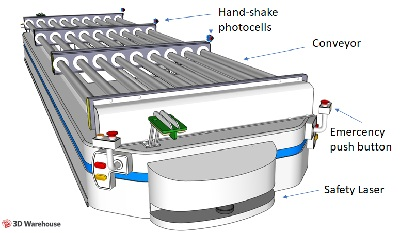 Hand-shake
photocells
Conveyor
Emercency
push button
Safety Laser
3D Warehouse